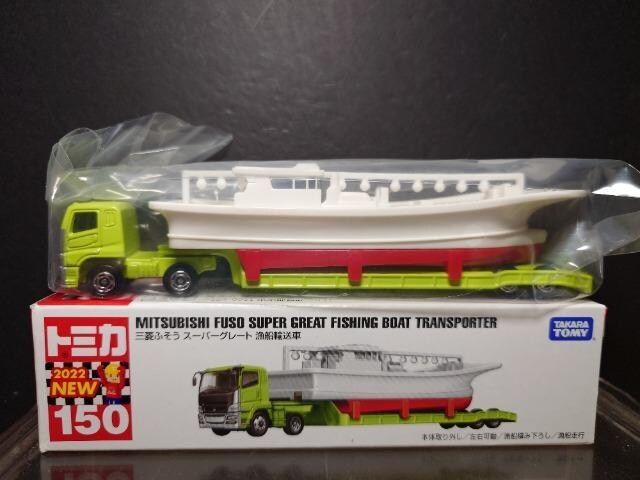 トミカ
MITSUBISHI FUSO SUPER GREAT FISHING BOAT TRANSPORTER
三菱ふそう スーパーグレート 漁船輸送車
TAKARA
TOMY
2022
NEW
150
本体取り外し／左右可動／漁船積み下ろし／漁船走行